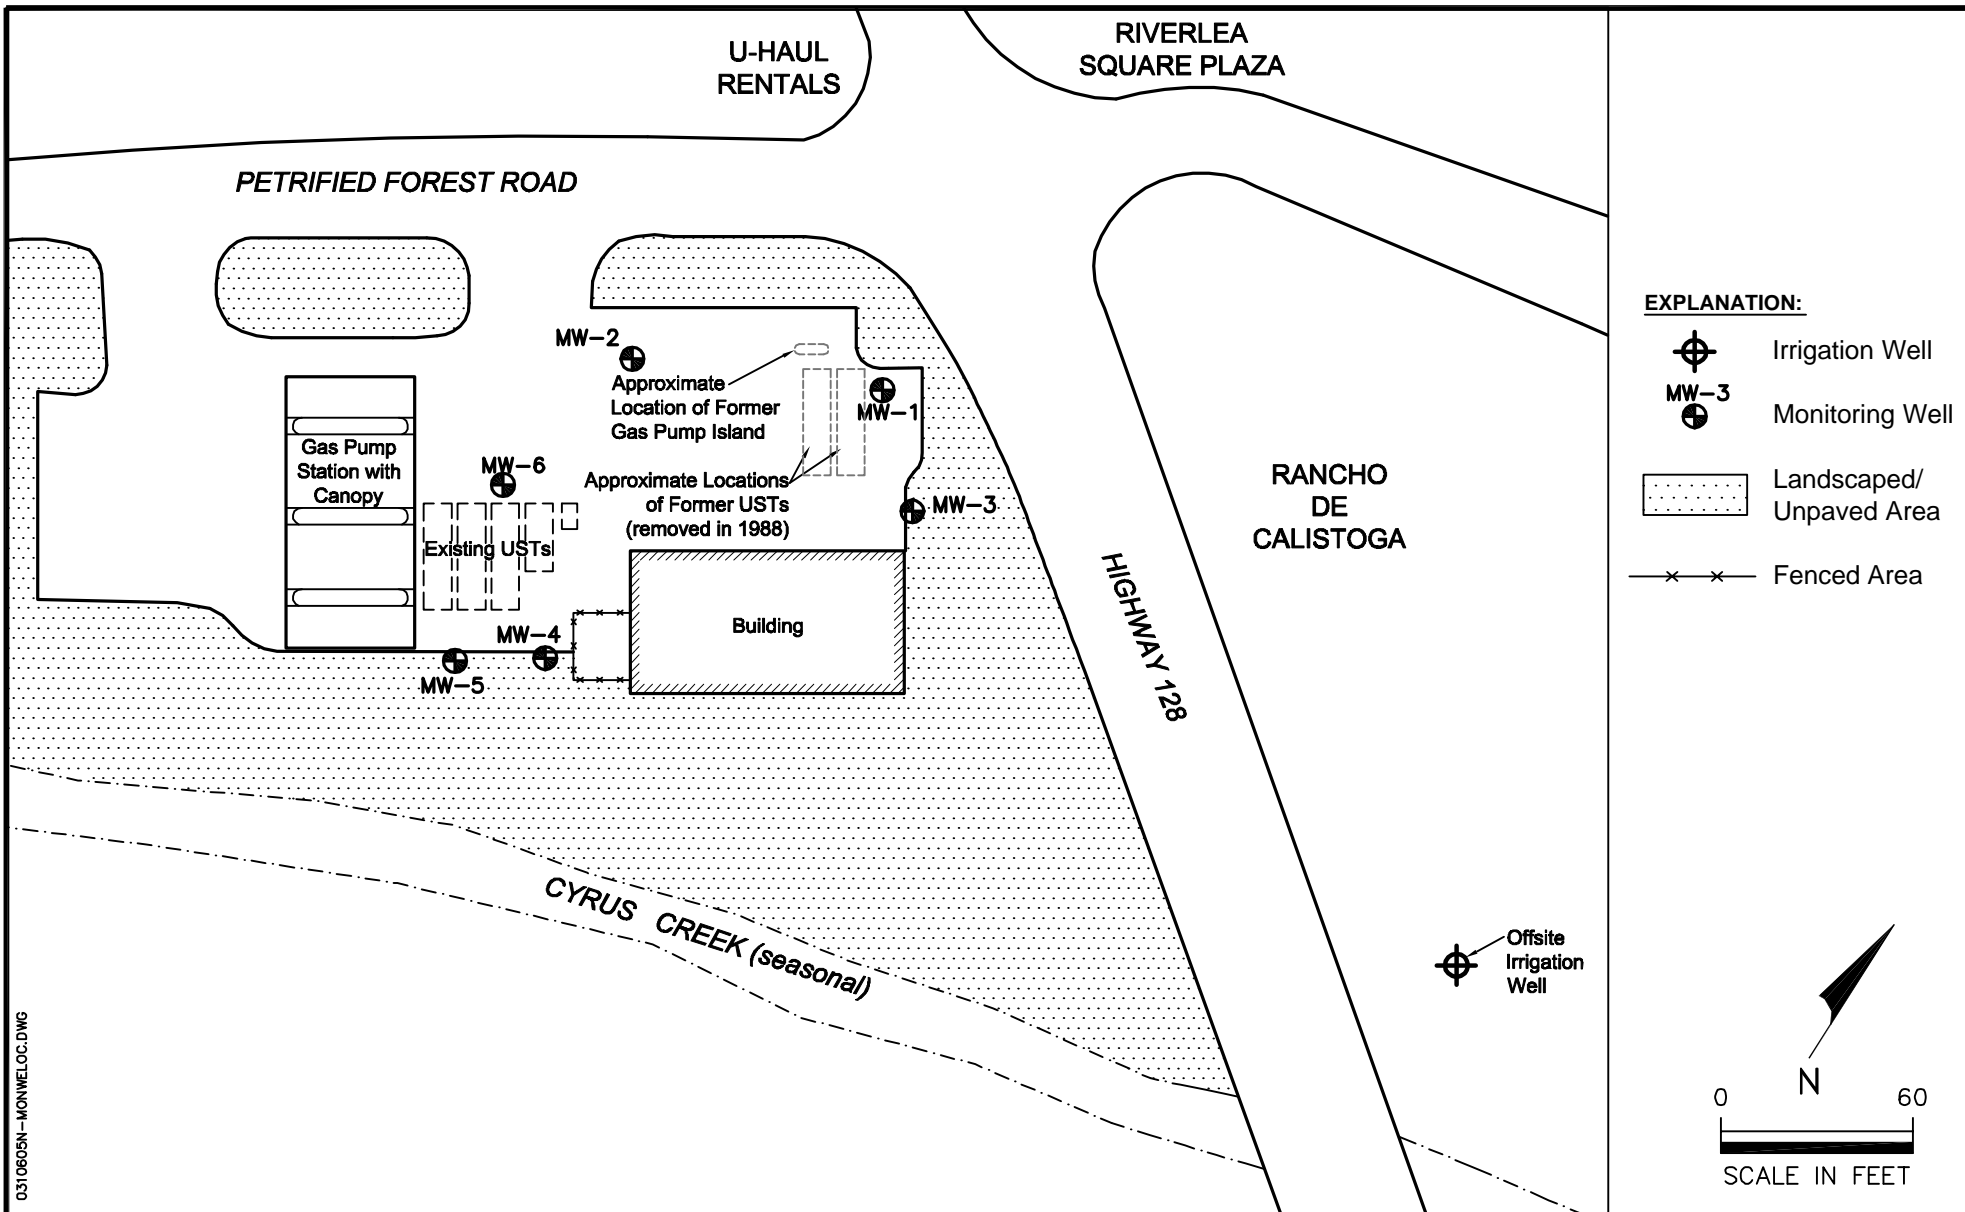 U-HAUL
RENTALS
RIVERLEA
SQUARE PLAZA
PETRIFIED FOREST ROAD
MW-2
Approximate
Location of Former
Gas Pump Island
MW-1
Gas Pump
Station with
Canopy
MW-6
Approximate Locations
of Former USTs
(removed in 1988)
MW-3
Existing USTs
Building
MW-4
MW-5
HIGHWAY 128
RANCHO
DE
CALISTOGA
CYRUS CREEK (seasonal)
Offsite
Irrigation
Well
EXPLANATION:
Irrigation Well
MW-3
Monitoring Well
Landscaped/
Unpaved Area
Fenced Area
N
0 60
SCALE IN FEET
0310605N-MONWELOC.DWG